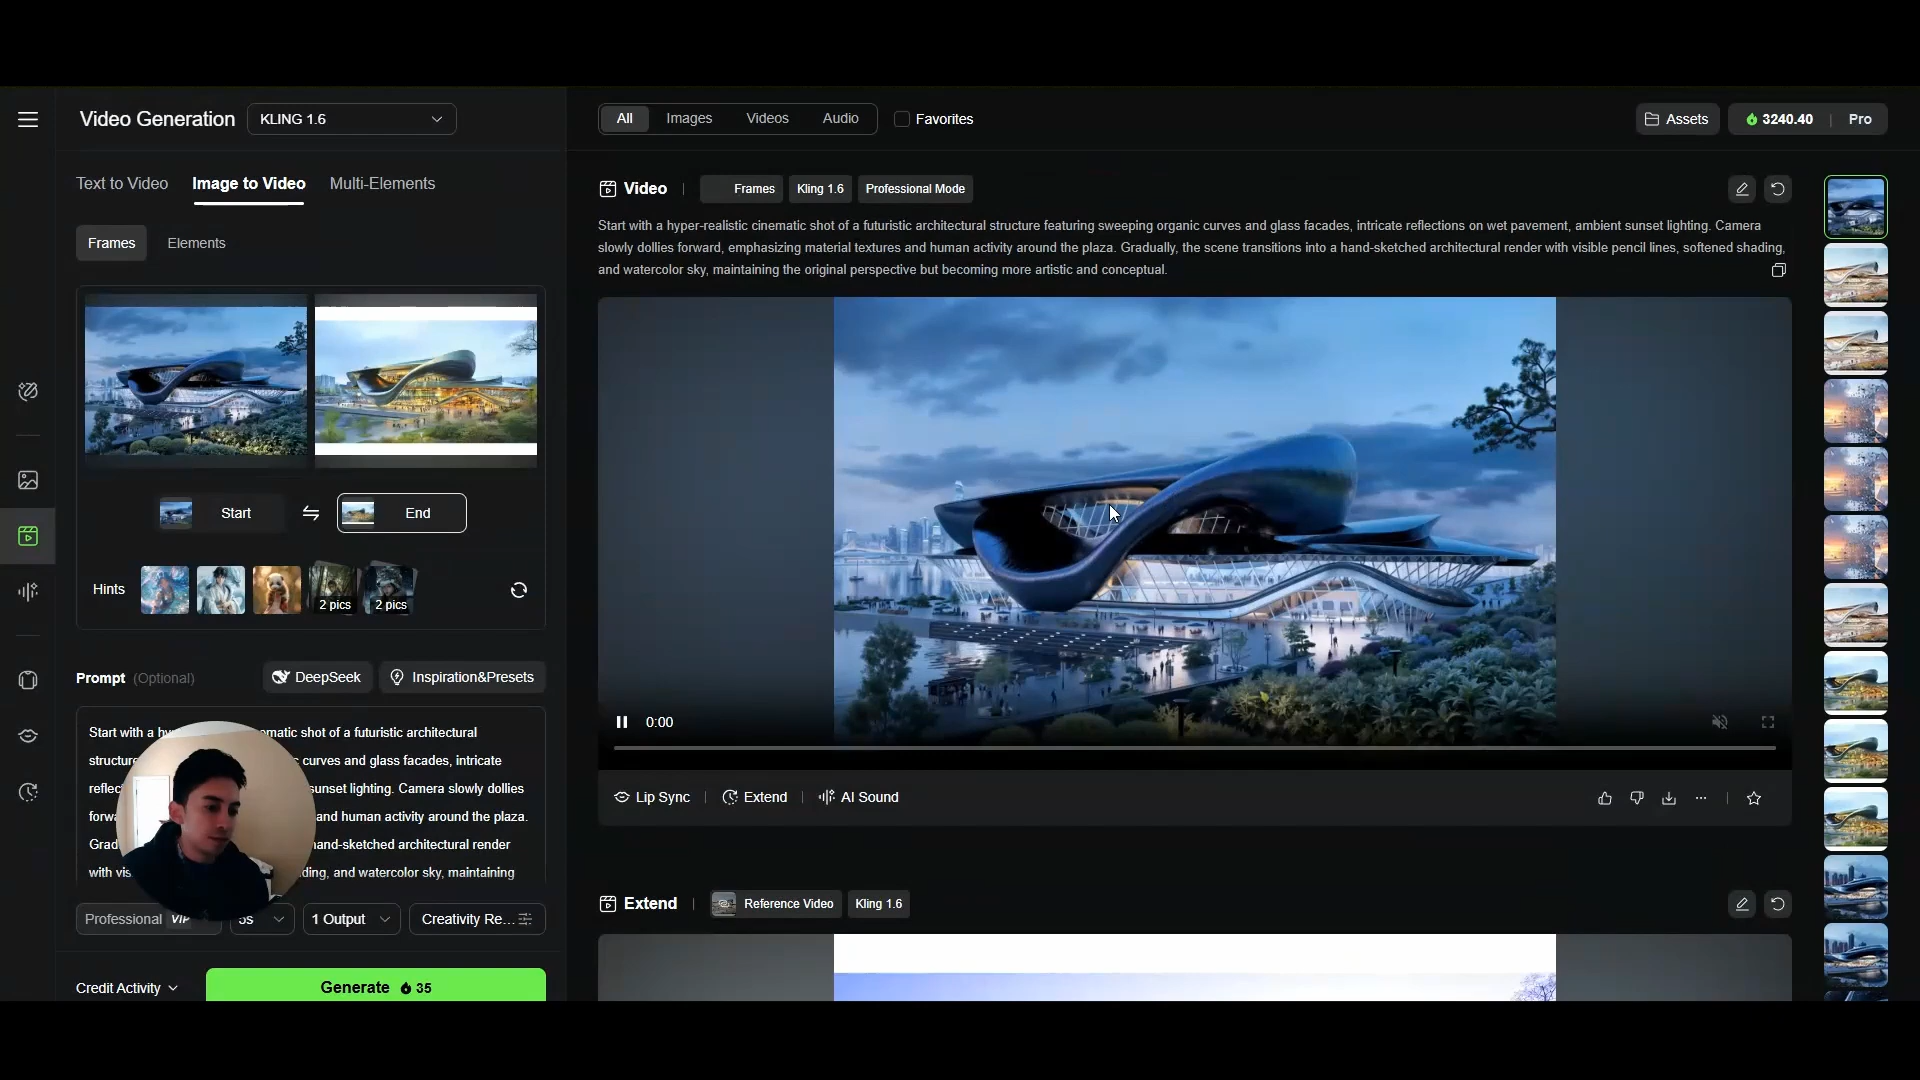 Video Generation
KLING 1.6
All
Images
Videos
Audio
Favorites
Assets
3240.40
Pro
Text to Video
Image to Video
Multi-Elements
Frames
Elements
Start
End
Hints
2 pics
2 pics
Prompt (Optional)
DeepSeek
Inspiration&Presets
Start with a
matic shot of a futuristic architectural
structure
curves and glass facades, intricate
sunset lighting. Camera slowly dollies
and human activity around the plaza.
hand-sketched architectural render
with
and watercolor sky, maintaining
Professional VIP
5s
1 Output
Creativity Re...
Credit Activity
Generate
35
Video
Frames
Kling 1.6
Professional Mode
Start with a hyper-realistic cinematic shot of a futuristic architectural structure featuring sweeping organic curves and glass facades, intricate reflections on wet pavement, ambient sunset lighting. Camera
slowly dollies forward, emphasizing material textures and human activity around the plaza. Gradually, the scene transitions into a hand-sketched architectural render with visible pencil lines, softened shading,
and watercolor sky, maintaining the original perspective but becoming more artistic and conceptual.
0:00
Lip Sync
Extend
AI Sound
Extend
Reference Video
Kling 1.6